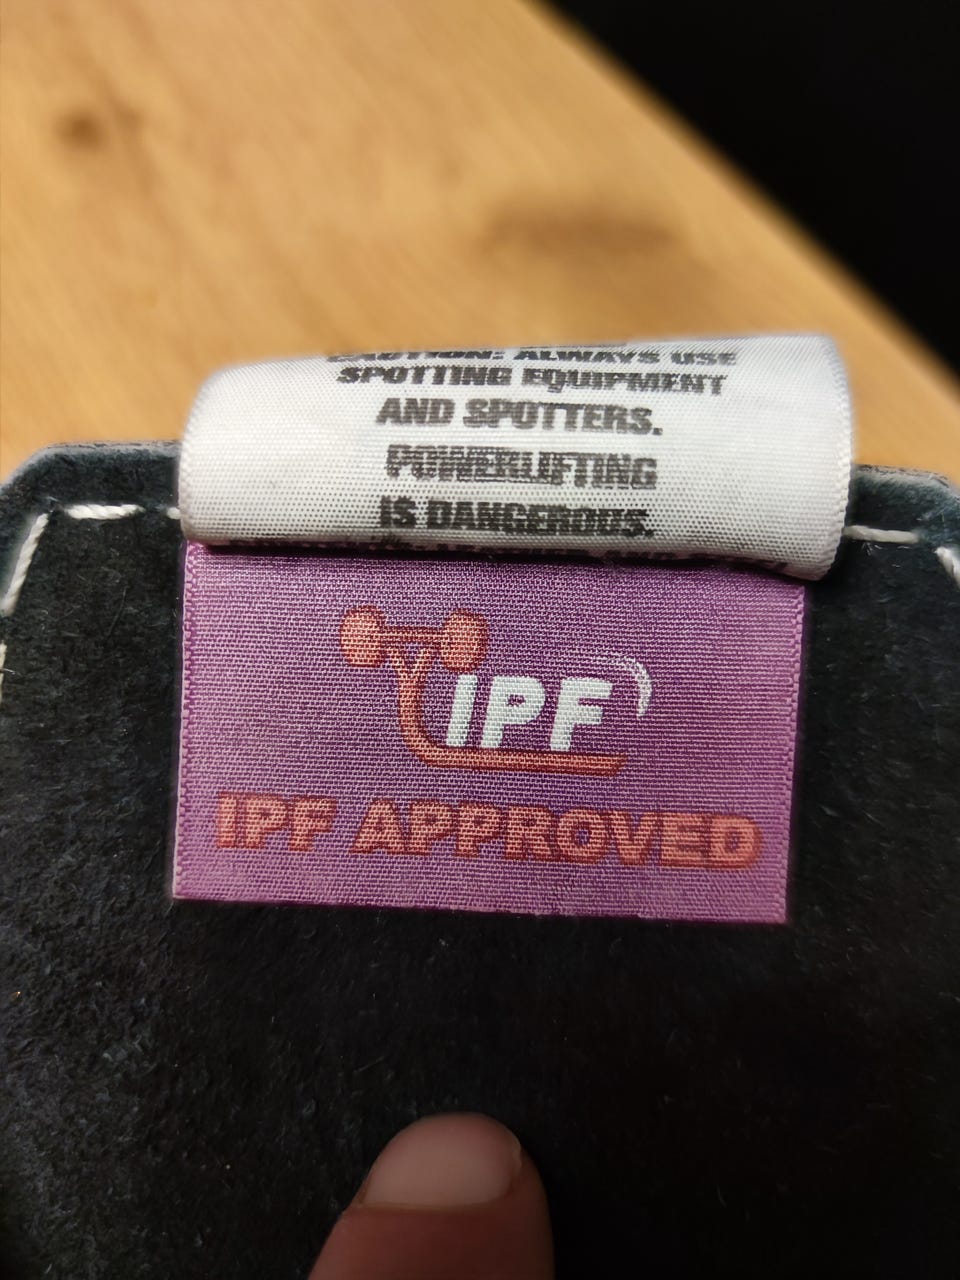 CAUTION: ALWAYS USE
SPOTTING EQUIPMENT
AND SPOTTERS.
POWERLIFTING
IS DANGEROUS.
IPF
IPF APPROVED